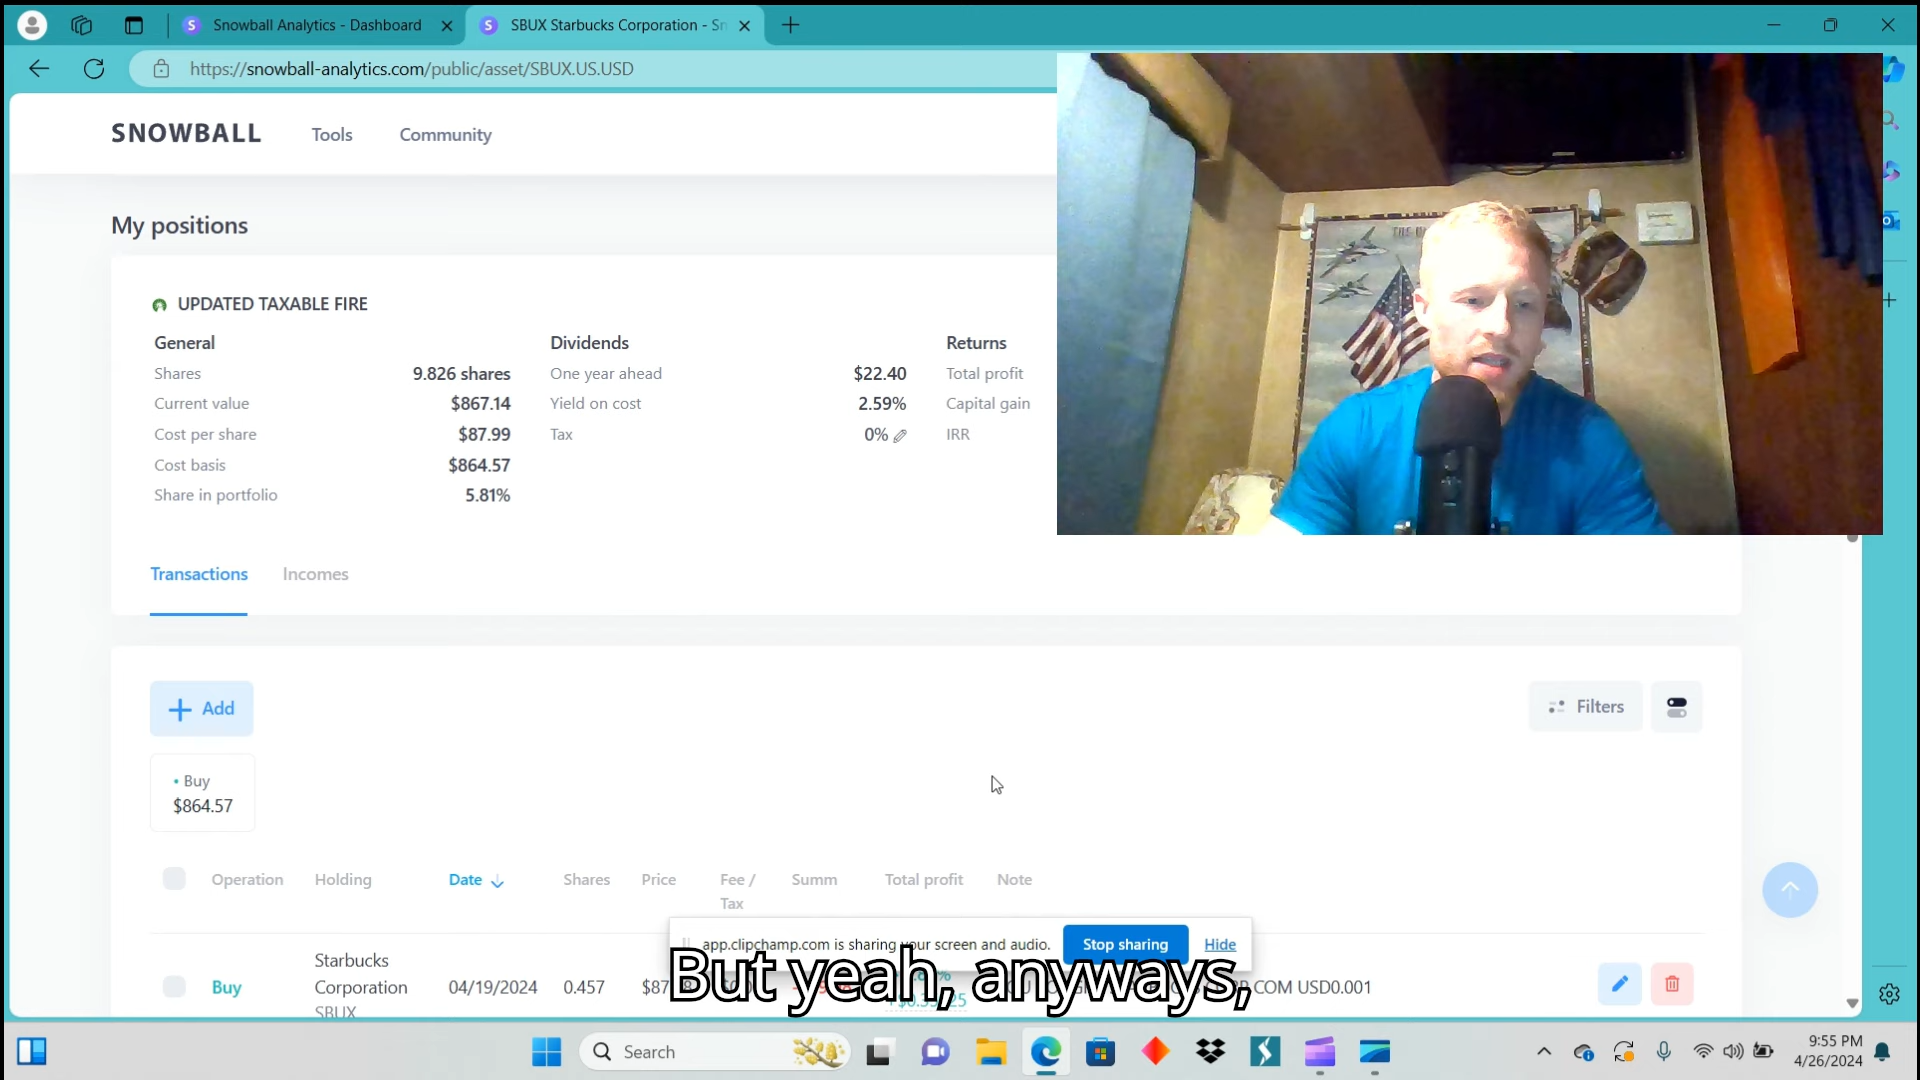 Snowball Analytics - Dashboard
SBUX Starbucks Corporation - Sn
https://snowball-analytics.com/public/asset/SBUX.US.USD
SNOWBALL
Tools
Community
My positions
UPDATED TAXABLE FIRE
General
Dividends
Returns
Shares
9.826 shares
One year ahead
$22.40
Total profit
Current value
$867.14
Yield on cost
2.59%
Capital gain
Cost per share
$87.99
Tax
0%
IRR
Cost basis
$864.57
Share in portfolio
5.81%
Transactions
Incomes
Add
Filters
Buy
$864.57
Operation
Holding
Date
Shares
Price
Fee /
Tax
Summ
Total profit
Note
app.clipchamp.com is sharing your screen and audio.
Stop sharing
Hide
Buy
Starbucks
Corporation
SBUX
04/19/2024
0.457
COM USD0.001
But yeah, anyways,
Search
9:55 PM
4/26/2024